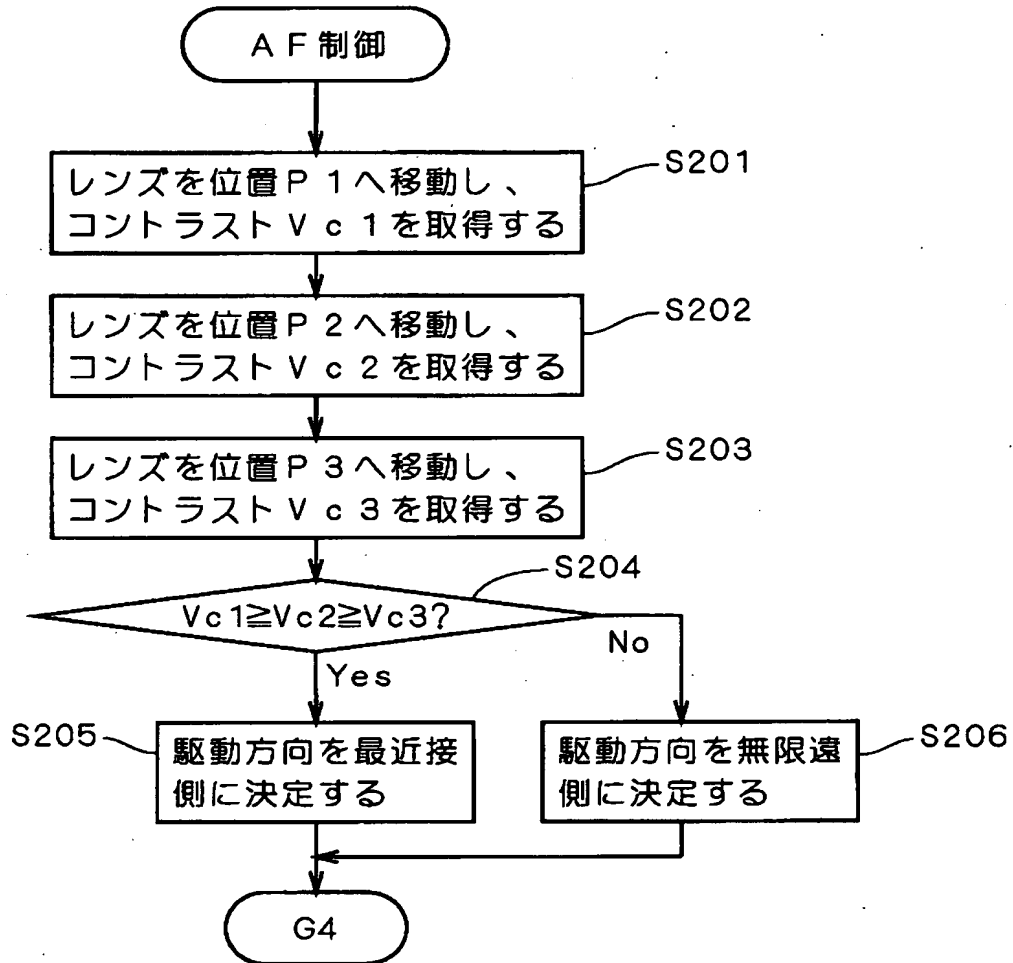 ＡＦ制御
レンズを位置Ｐ１へ移動し、
コントラストＶｃ１を取得する
S201
レンズを位置Ｐ２へ移動し、
コントラストＶｃ２を取得する
S202
レンズを位置Ｐ３へ移動し、
コントラストＶｃ３を取得する
S203
Vc1≧Vc2≧Vc3?
S204
Yes
No
駆動方向を最近接
側に決定する
S205
駆動方向を無限遠
側に決定する
S206
G4